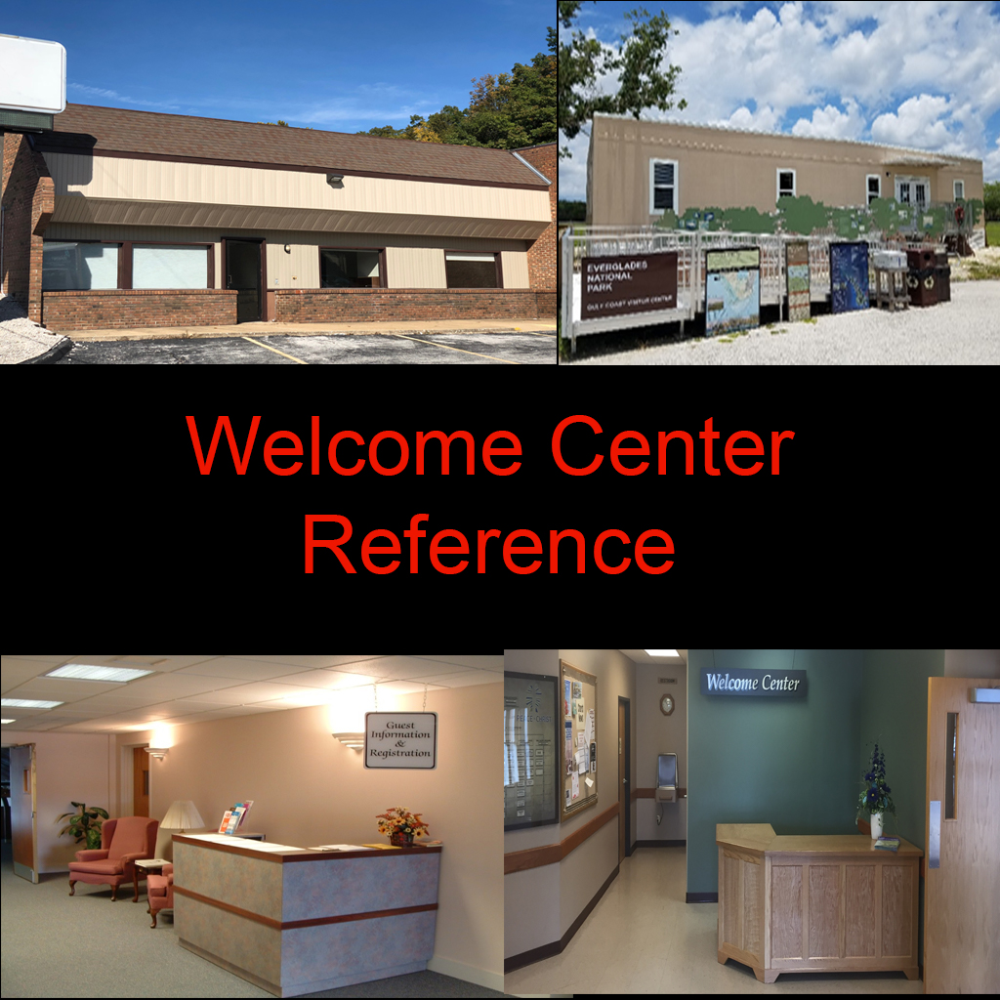 EVERGLADES
NATIONAL
PARK
GULF COAST VISITOR CENTER
Welcome Center
Reference
Guest
Information
&
Registration
Welcome Center